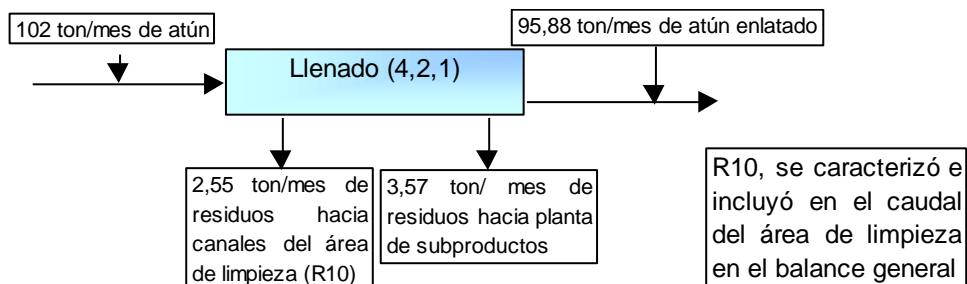 102 ton/mes de atún
95,88 ton/mes de atún enlatado
Llenado (4,2,1)
2,55 ton/mes de
residuos hacia
canales del área
de limpieza (R10)
3,57 ton/ mes de
residuos hacia planta
de subproductos
R10, se caracterizó e
incluyó en el caudal
del área de limpieza
en el balance general